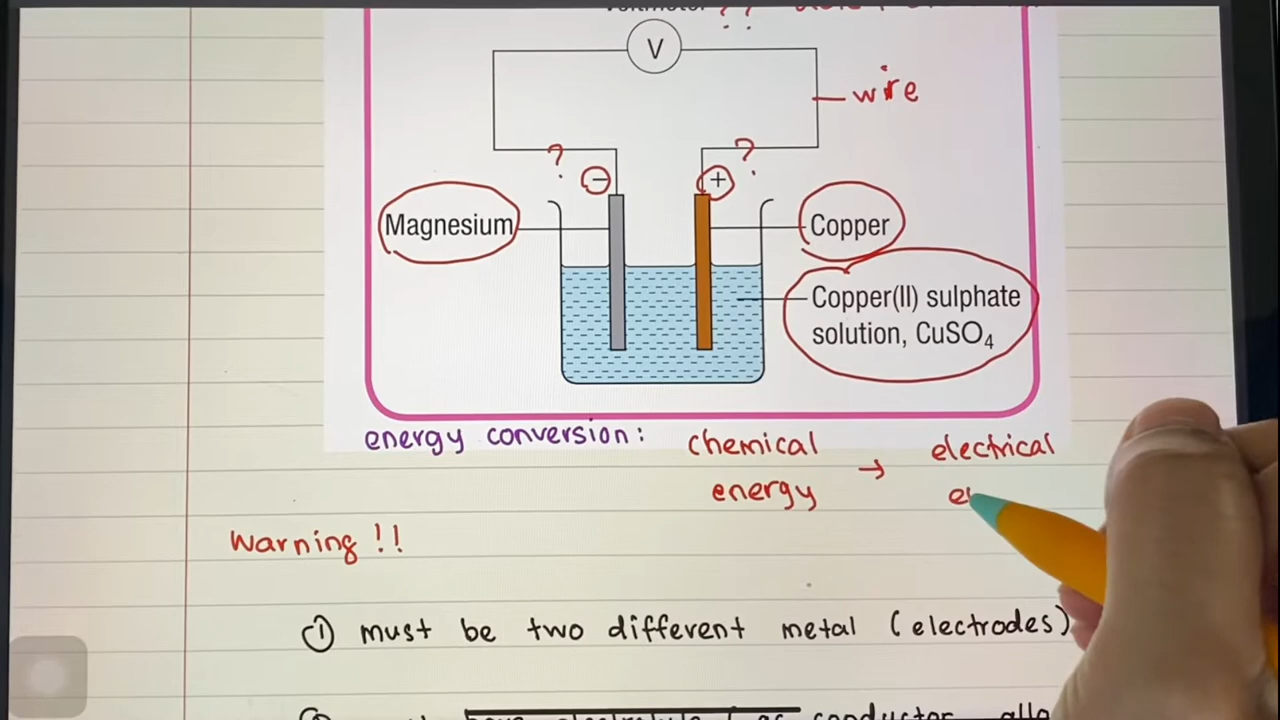 V
wire
?
?
−
+
Magnesium
Copper
Copper(II) sulphate
solution, CuSO₄
energy conversion: chemical energy → electrical
Warning !!
① must be two different metal (electrodes)
conductor